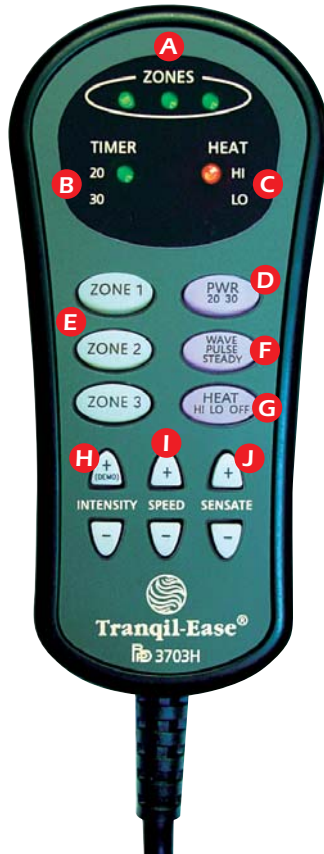 A
ZONES
TIMER HEAT
B 20 HI C
30 LO
D
ZONE 1 PWR
20 30
E
ZONE 2 WAVE
PULSE
STEADY F
ZONE 3 HEAT
HI LO OFF G
H I J
+ + +
(DEMO)
INTENSITY SPEED SENSATE
- - -
Tranqil-Ease®
3703H